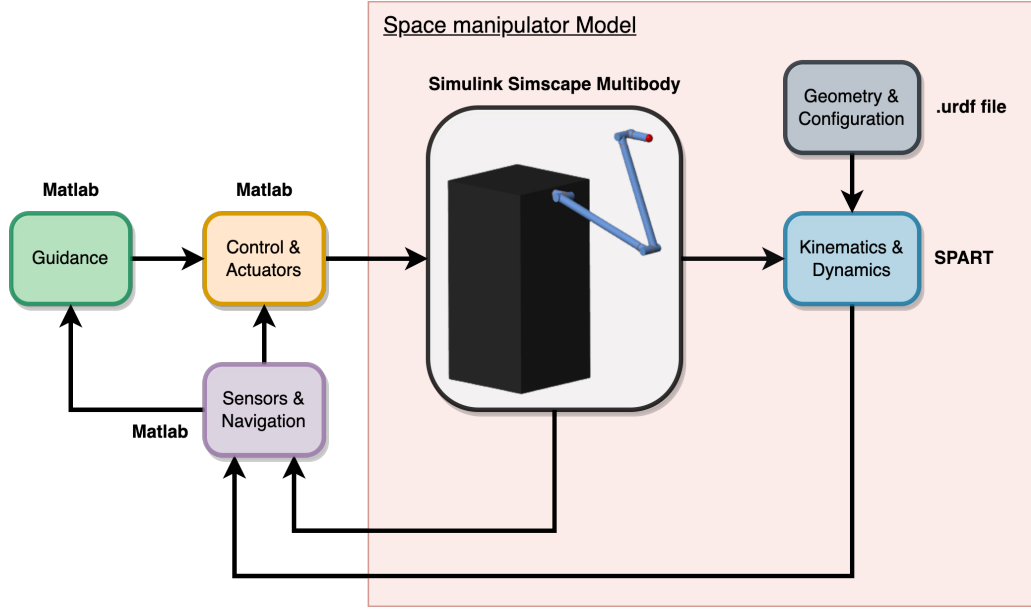 Space manipulator Model
Simulink Simscape Multibody
Geometry &
Configuration
.urdf file
Matlab
Matlab
Guidance
Control &
Actuators
Kinematics &
Dynamics
SPART
Sensors &
Navigation
Matlab